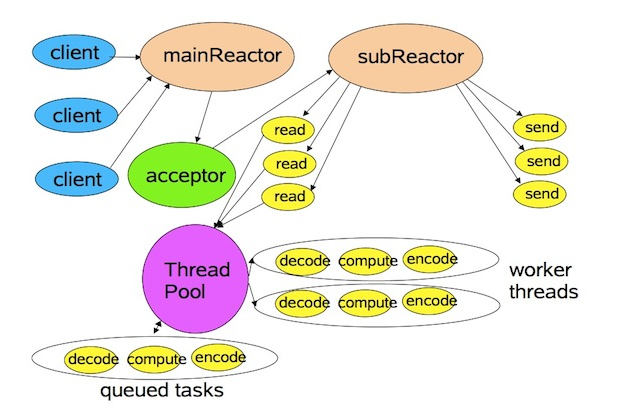 client
mainReactor
subReactor
client
read
send
read
send
client
acceptor
read
send
Thread
Pool
decode compute encode
worker
threads
decode compute encode
decode compute encode
queued tasks